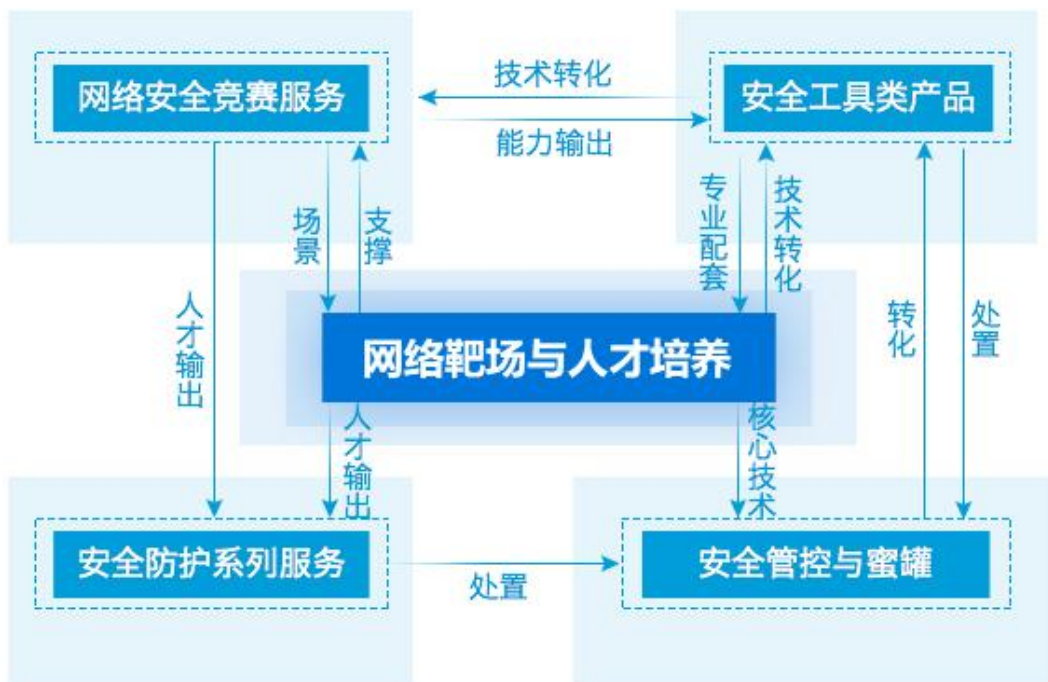 网络安全竞赛服务
技术转化
能力输出
安全工具类产品
场景
支撑
专业配套
技术转化
人才输出
转化
处置
网络靶场与人才培养
人才输出
核心技术
安全防护系列服务
处置
安全管控与蜜罐